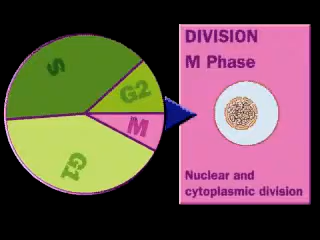 S
G2
M
G1
DIVISION
M Phase
Nuclear and
cytoplasmic division